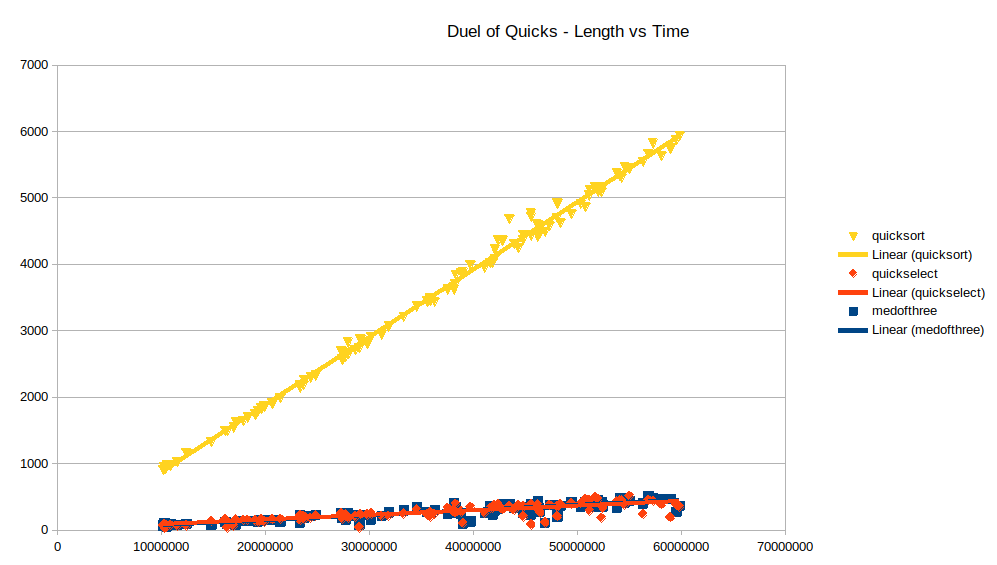 Duel of Quicks - Length vs Time
7000
6000
5000
4000
3000
2000
1000
0
0 10000000 20000000 30000000 40000000 50000000 60000000 70000000
quicksort
Linear (quicksort)
quickselect
Linear (quickselect)
medofthree
Linear (medofthree)